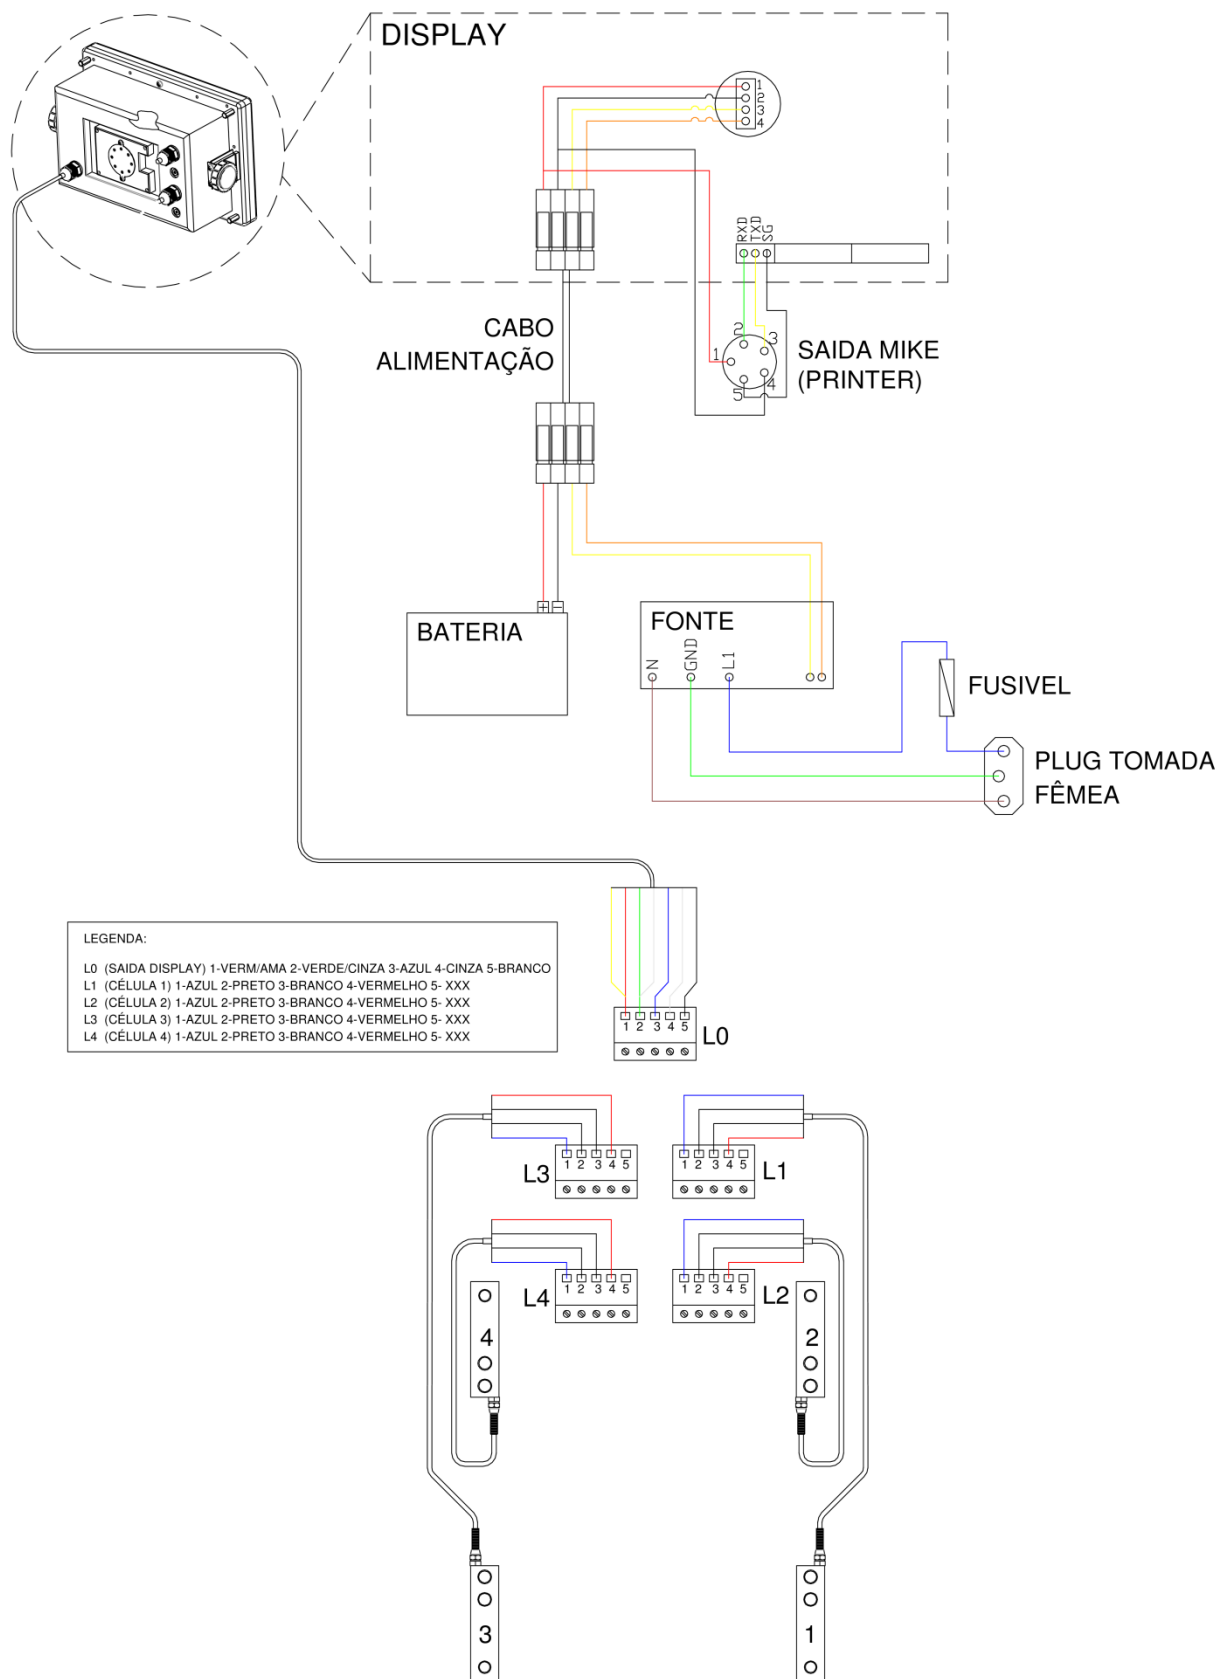 DISPLAY
1
2
3
4
RXD
TXD
SG
CABO
ALIMENTAÇÃO
2
3
1
5
4
SAIDA MIKE
(PRINTER)
+
−
BATERIA
FONTE
N
GND
L1
FUSIVEL
PLUG TOMADA
FÊMEA
LEGENDA:
L0 (SAIDA DISPLAY) 1-VERM/AMA 2-VERDE/CINZA 3-AZUL 4-CINZA 5-BRANCO
L1 (CÉLULA 1) 1-AZUL 2-PRETO 3-BRANCO 4-VERMELHO 5- XXX
L2 (CÉLULA 2) 1-AZUL 2-PRETO 3-BRANCO 4-VERMELHO 5- XXX
L3 (CÉLULA 3) 1-AZUL 2-PRETO 3-BRANCO 4-VERMELHO 5- XXX
L4 (CÉLULA 4) 1-AZUL 2-PRETO 3-BRANCO 4-VERMELHO 5- XXX
1 2 3 4 5
L0
L3
1 2 3 4 5
1 2 3 4 5
L1
L4
1 2 3 4 5
1 2 3 4 5
L2
4
2
3
1